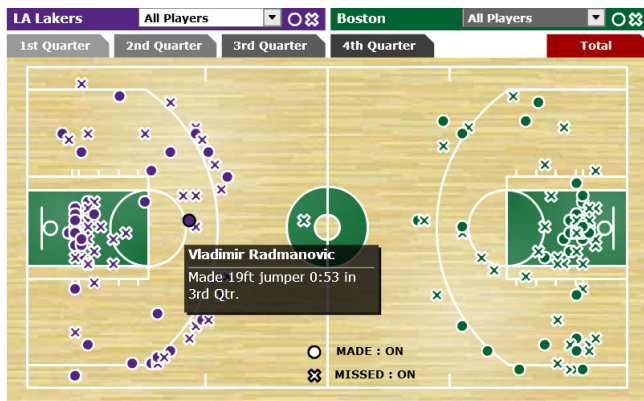 LA Lakers All Players Boston All Players
1st Quarter 2nd Quarter 3rd Quarter 4th Quarter Total
Vladimir Radmanovic
Made 19ft jumper 0:53 in
3rd Qtr.
MADE : ON
MISSED : ON